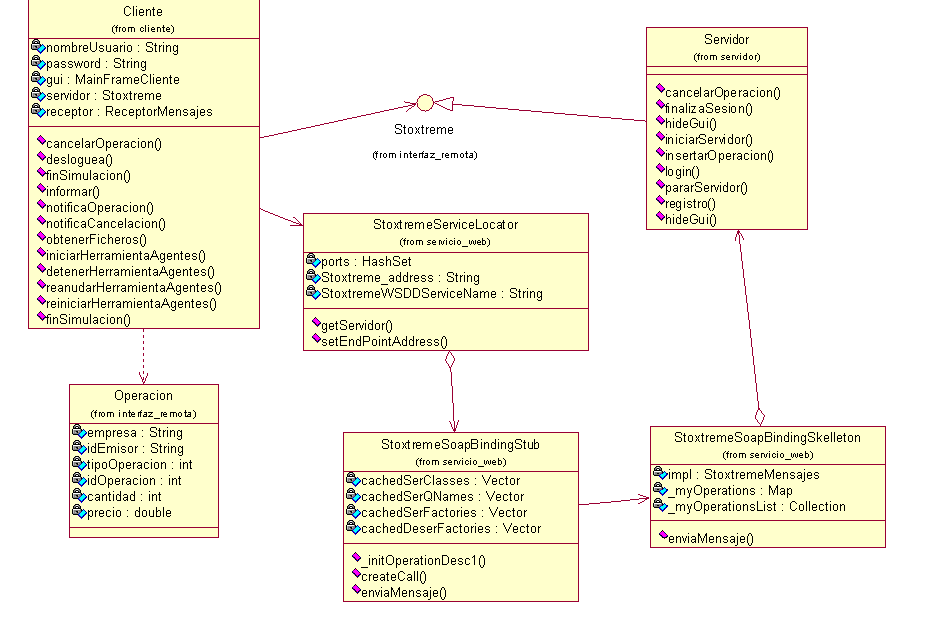 Cliente
(from cliente)
nombreUsuario : String
password : String
gui : MainFrameCliente
servidor : Stoxtreme
receptor : ReceptorMensajes
cancelarOperacion()
desloguea()
finSimulacion()
informar()
notificaOperacion()
notificaCancelacion()
obtenerFicheros()
iniciarHerramientaAgentes()
detenerHerramientaAgentes()
reanudarHerramientaAgentes()
reiniciarHerramientaAgentes()
finSimulacion()
Stoxtreme
(from interfaz_remota)
Servidor
(from servidor)
cancelarOperacion()
finalizaSesion()
hideGui()
iniciarServidor()
insertarOperacion()
login()
pararServidor()
registro()
hideGui()
StoxtremeServiceLocator
(from servicio_web)
ports : HashSet
Stoxtreme_address : String
StoxtremeWSDDServiceName : String
getServidor()
setEndPointAddress()
Operacion
(from interfaz_remota)
empresa : String
idEmisor : String
tipoOperacion : int
idOperacion : int
cantidad : int
precio : double
StoxtremeSoapBindingStub
(from servicio_web)
cachedSerClasses : Vector
cachedSerQNames : Vector
cachedSerFactories : Vector
cachedDeserFactories : Vector
_initOperationDesc1()
createCall()
enviaMensaje()
StoxtremeSoapBindingSkelleton
(from servicio_web)
impl : StoxtremeMensajes
_myOperations : Map
_myOperationsList : Collection
enviaMensaje()